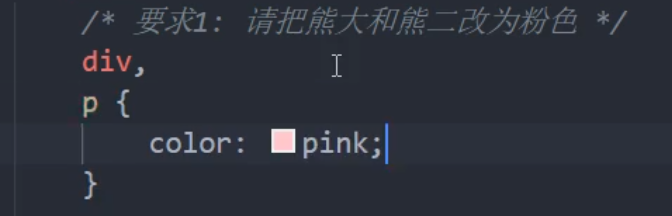 /* 要求1: 请把熊大和熊二改为粉色 */
div,
p {
color: pink;
}